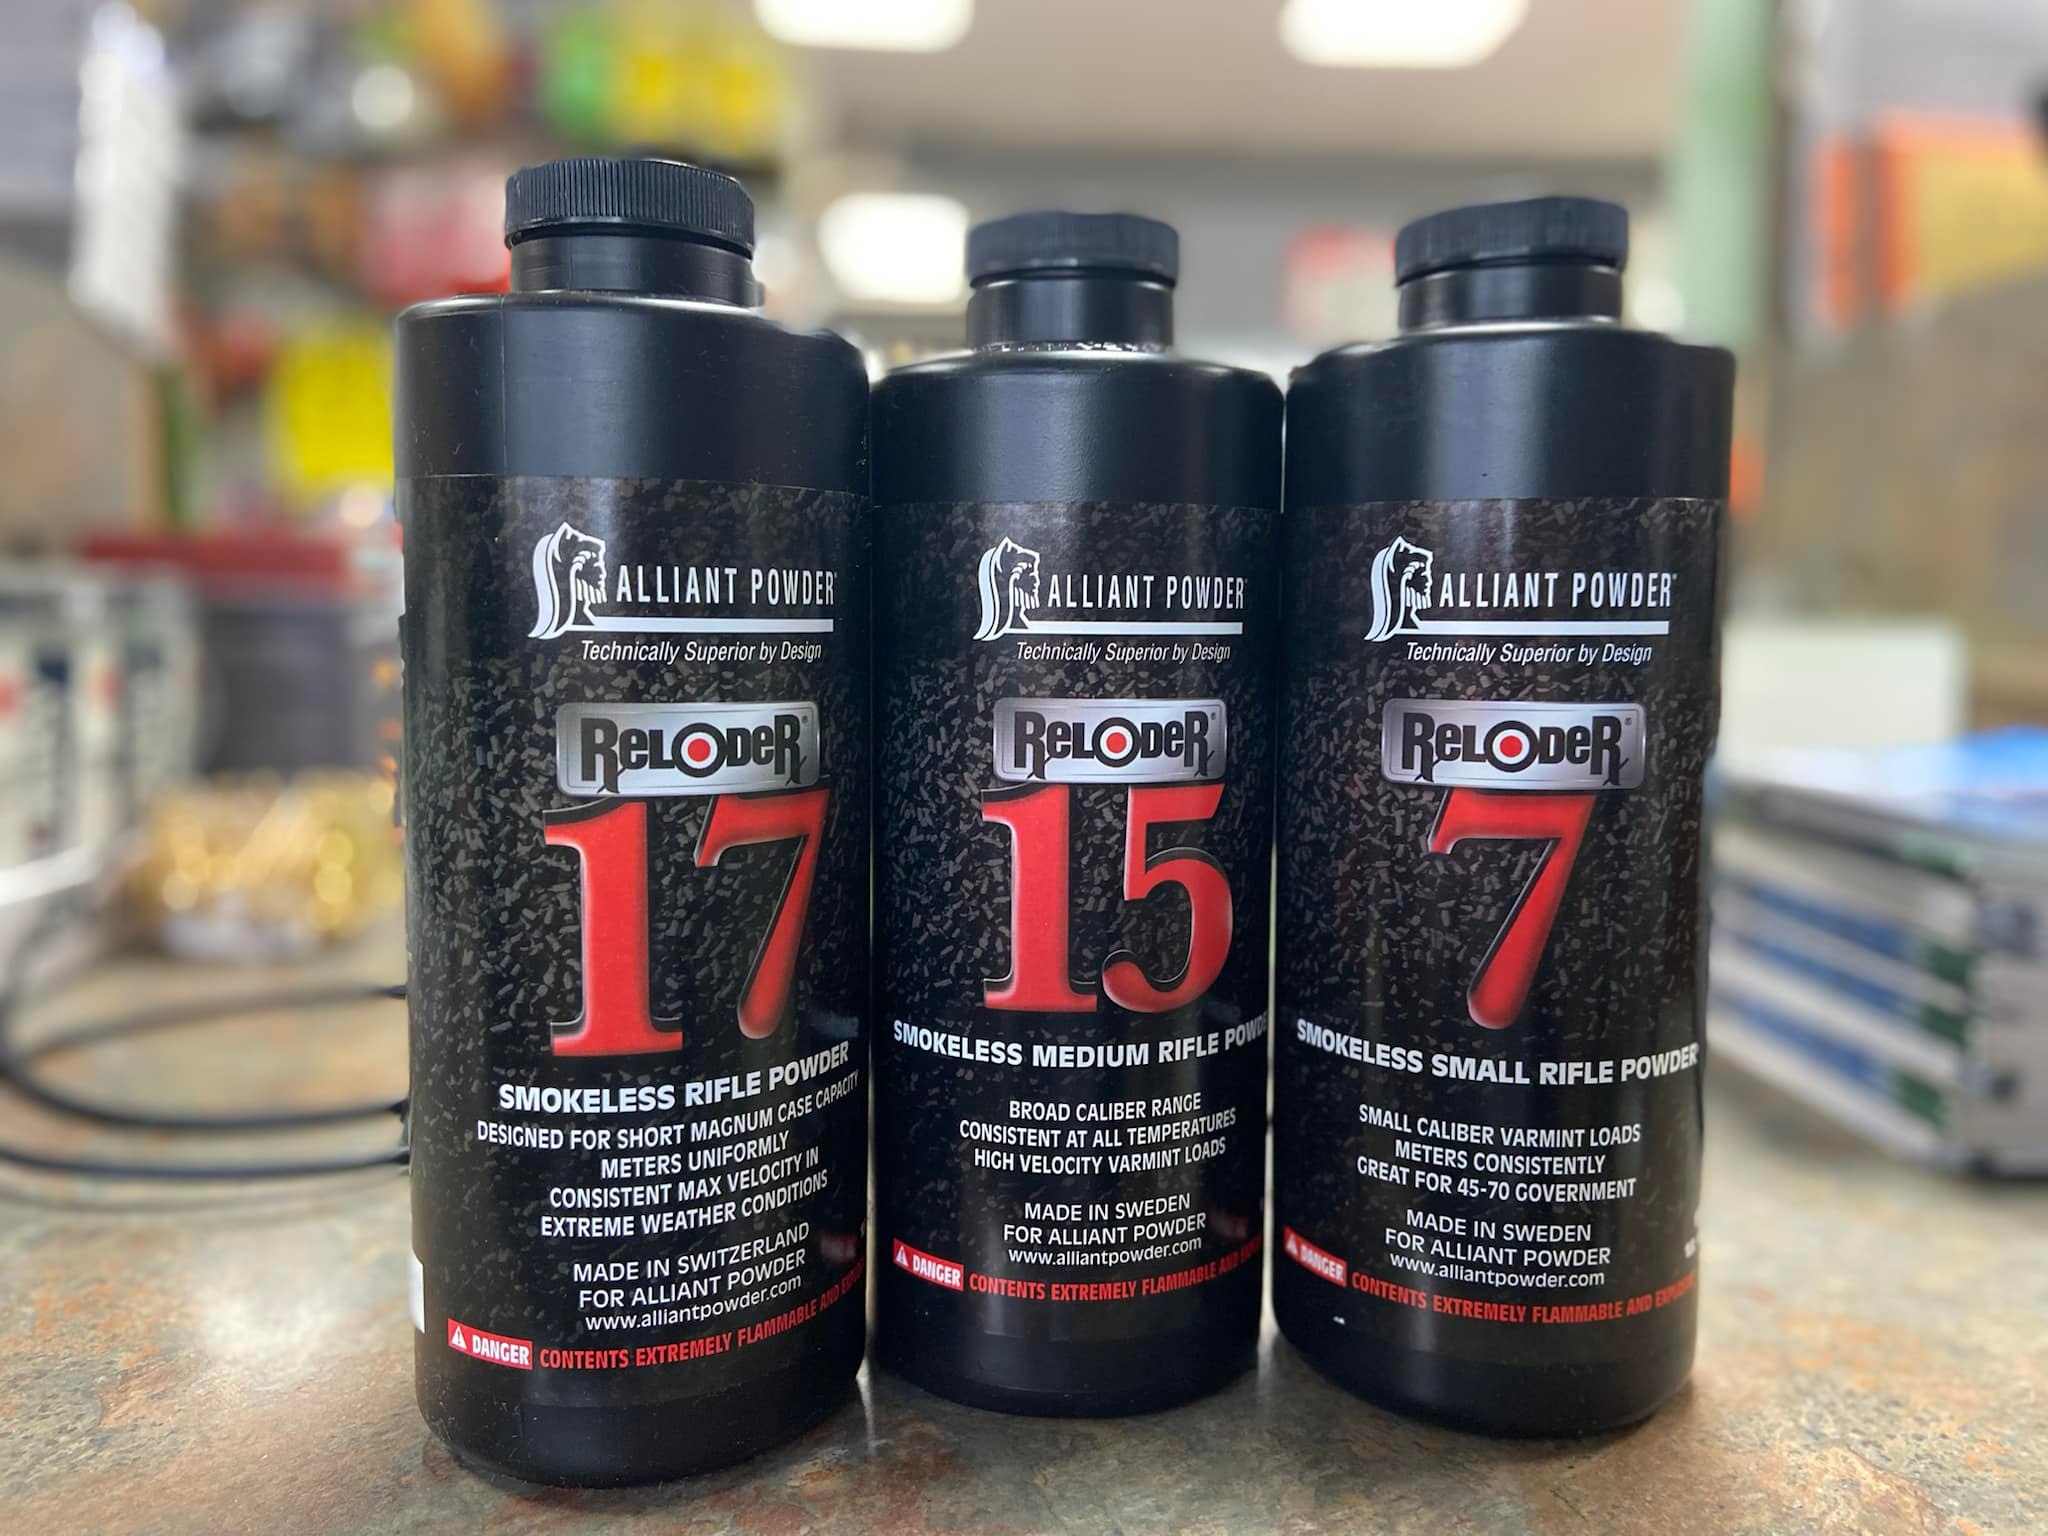 ALLIANT POWDER
Technically Superior by Design
RELODER®
17
SMOKELESS RIFLE POWDER
DESIGNED FOR SHORT MAGNUM CASE CAPACITY
METERS UNIFORMLY
CONSISTENT MAX VELOCITY IN
EXTREME WEATHER CONDITIONS
MADE IN SWITZERLAND
FOR ALLIANT POWDER
www.alliantpowder.com
DANGER CONTENTS EXTREMELY FLAMMABLE AND
ALLIANT POWDER
Technically Superior by Design
RELODER®
15
SMOKELESS MEDIUM RIFLE POWDE
BROAD CALIBER RANGE
CONSISTENT AT ALL TEMPERATURES
HIGH VELOCITY VARMINT LOADS
MADE IN SWEDEN
FOR ALLIANT POWDER
www.alliantpowder.com
DANGER CONTENTS EXTREMELY FLAMMABLE AND
ALLIANT POWDER
Technically Superior by Design
RELODER®
7
SMOKELESS SMALL RIFLE POWDER
SMALL CALIBER VARMINT LOADS
METERS CONSISTENTLY
GREAT FOR 45-70 GOVERNMENT
MADE IN SWEDEN
FOR ALLIANT POWDER
www.alliantpowder.com
DANGER CONTENTS EXTREMELY FLAMMABLE AND